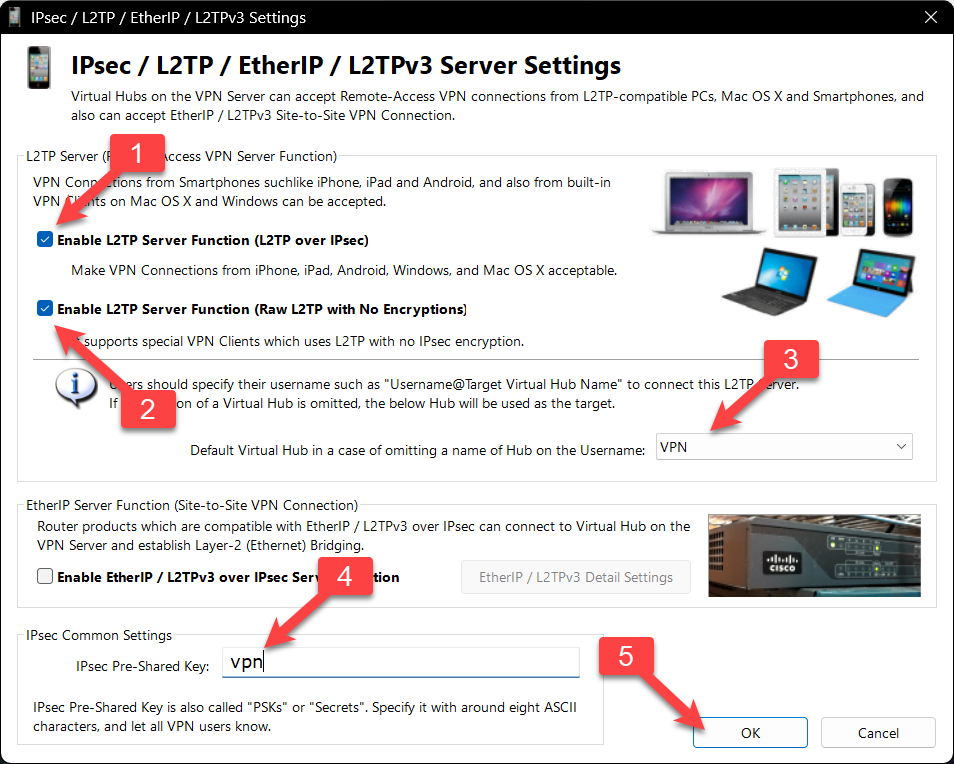 IPsec / L2TP / EtherIP / L2TPv3 Settings
IPsec / L2TP / EtherIP / L2TPv3 Server Settings
Virtual Hubs on the VPN Server can accept Remote-Access VPN connections from L2TP-compatible PCs, Mac OS X and Smartphones, and
also can accept EtherIP / L2TPv3 Site-to-Site VPN Connection.
1
L2TP Server (R Access VPN Server Function)
VPN Connections from Smartphones suchlike iPhone, iPad and Android, and also from built-in
VPN Clients on Mac OS X and Windows can be accepted.
Enable L2TP Server Function (L2TP over IPsec)
Make VPN Connections from iPhone, iPad, Android, Windows, and Mac OS X acceptable.
Enable L2TP Server Function (Raw L2TP with No Encryptions)
supports special VPN Clients which uses L2TP with no IPsec encryption.
3
Users should specify their username such as "Username@Target Virtual Hub Name" to connect this L2TP Server.
2
If on of a Virtual Hub is omitted, the below Hub will be used as the target.
Default Virtual Hub in a case of omitting a name of Hub on the Username:
VPN
EtherIP Server Function (Site-to-Site VPN Connection)
Router products which are compatible with EtherIP / L2TPv3 over IPsec can connect to Virtual Hub on the
VPN Server and establish Layer-2 (Ethernet) Bridging.
CISCO
4
Enable EtherIP / L2TPv3 over IPsec Server Function
EtherIP / L2TPv3 Detail Settings
IPsec Common Settings
IPsec Pre-Shared Key:
vpn
5
IPsec Pre-Shared Key is also called "PSKs" or "Secrets". Specify it with around eight ASCII
characters, and let all VPN users know.
OK
Cancel